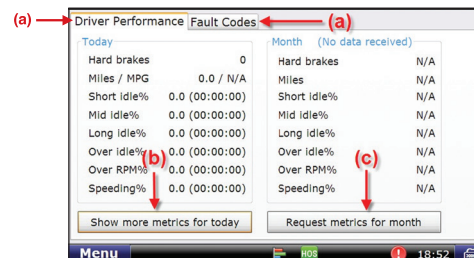 (a) Driver Performance Fault Codes (a)
Today Month (No data received)
Hard brakes 0 Hard brakes N/A
Miles / MPG 0.0 / N/A Miles N/A
Short idle% 0.0 (00:00:00) Short idle% N/A
Mid idle% 0.0 (00:00:00) Mid idle% N/A
Long idle% 0.0 (00:00:00) Long idle% N/A
Over idle% 0.0 (00:00:00) Over idle% N/A
(b) (c)
Over RPM% 0.0 (00:00:00) Over RPM% N/A
Speeding% 0.0 (00:00:00) Speeding% N/A
Show more metrics for today Request metrics for month
Menu HOS 18:52